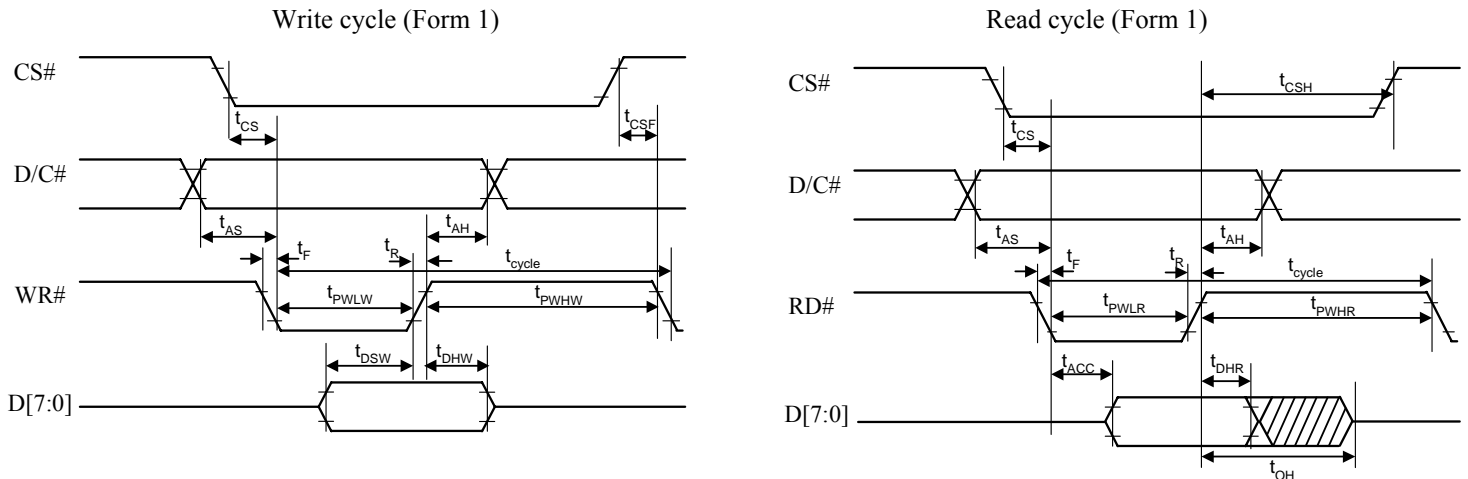 Write cycle (Form 1)
CS#
tCS
tCSF
D/C#
tAS
tAH
tF
tR
tcycle
WR#
tPWLW
tPWHW
tDSW
tDHW
D[7:0]
Read cycle (Form 1)
CS#
tCSH
tCS
D/C#
tAS
tAH
tF
tR
tcycle
RD#
tPWLR
tPWHR
tACC
tDHR
D[7:0]
tOH